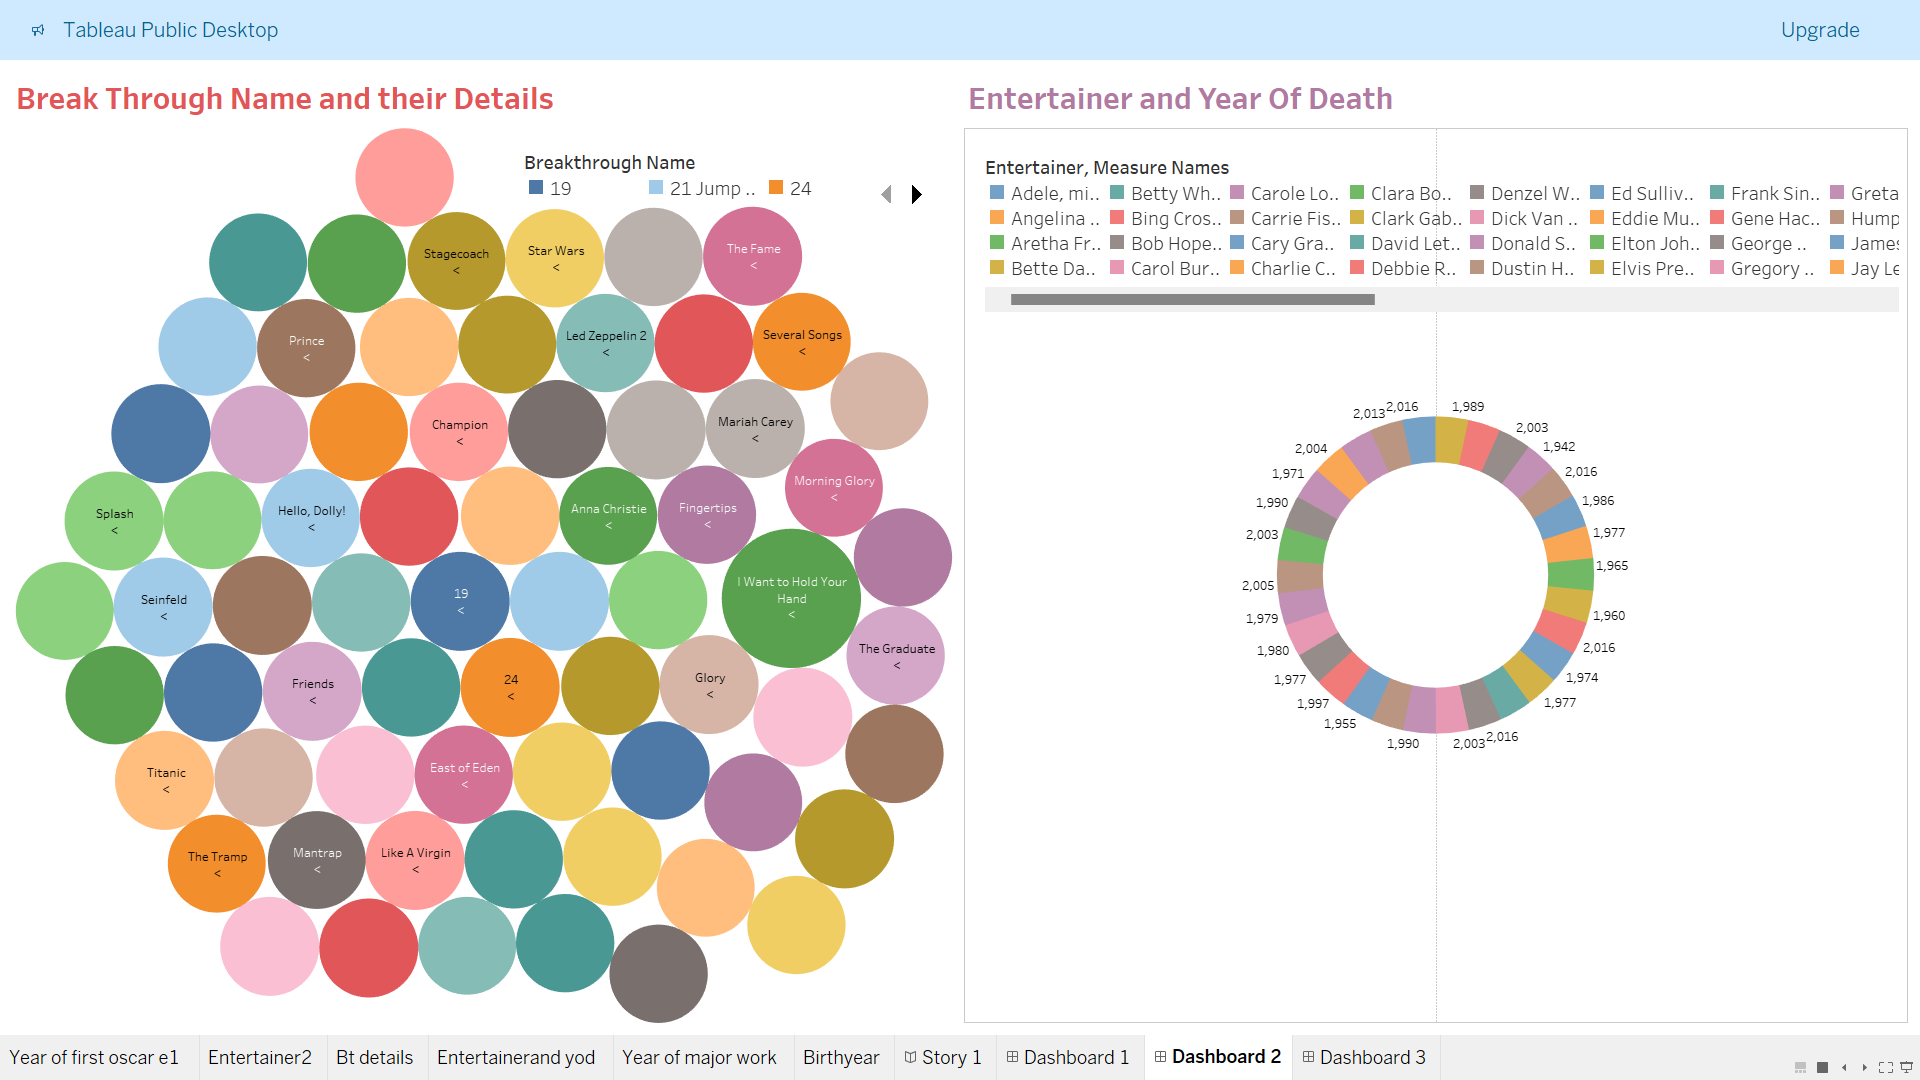 Tableau Public Desktop
Upgrade
Break Through Name and their Details
Entertainer and Year Of Death
Breakthrough Name
19
21 Jump ..
24
Entertainer, Measure Names
Adele, mi..
Betty Wh..
Carole Lo..
Clara Bo..
Denzel W..
Ed Sulliv..
Frank Sin..
Greta
Angelina ..
Bing Cros..
Carrie Fis..
Clark Gab..
Dick Van ..
Eddie Mu..
Gene Hac..
Hump
Aretha Fr..
Bob Hope..
Cary Gra..
David Let..
Donald S..
Elton Joh..
George ..
James
Bette Da..
Carol Bur..
Charlie C..
Debbie R..
Dustin H..
Elvis Pre..
Gregory ..
Jay Le
Stagecoach
<
Star Wars
<
The Fame
<
Prince
<
Led Zeppelin 2
<
Several Songs
<
Champion
<
Mariah Carey
<
Morning Glory
<
Splash
<
Hello, Dolly!
<
Anna Christie
<
Fingertips
<
I Want to Hold Your
Hand
<
Seinfeld
<
19
<
The Graduate
<
Friends
<
24
<
Glory
<
Titanic
<
East of Eden
<
The Tramp
<
Mantrap
<
Like A Virgin
<
1,989
2,003
1,942
2,016
1,986
1,977
1,965
1,960
2,016
1,974
1,977
2,016
2,003
1,990
1,955
1,997
1,977
1,980
1,979
2,005
2,003
1,990
1,971
2,004
2,013
2,016
Year of first oscar e1
Entertainer2
Bt details
Entertainerand yod
Year of major work
Birthyear
Story 1
Dashboard 1
Dashboard 2
Dashboard 3